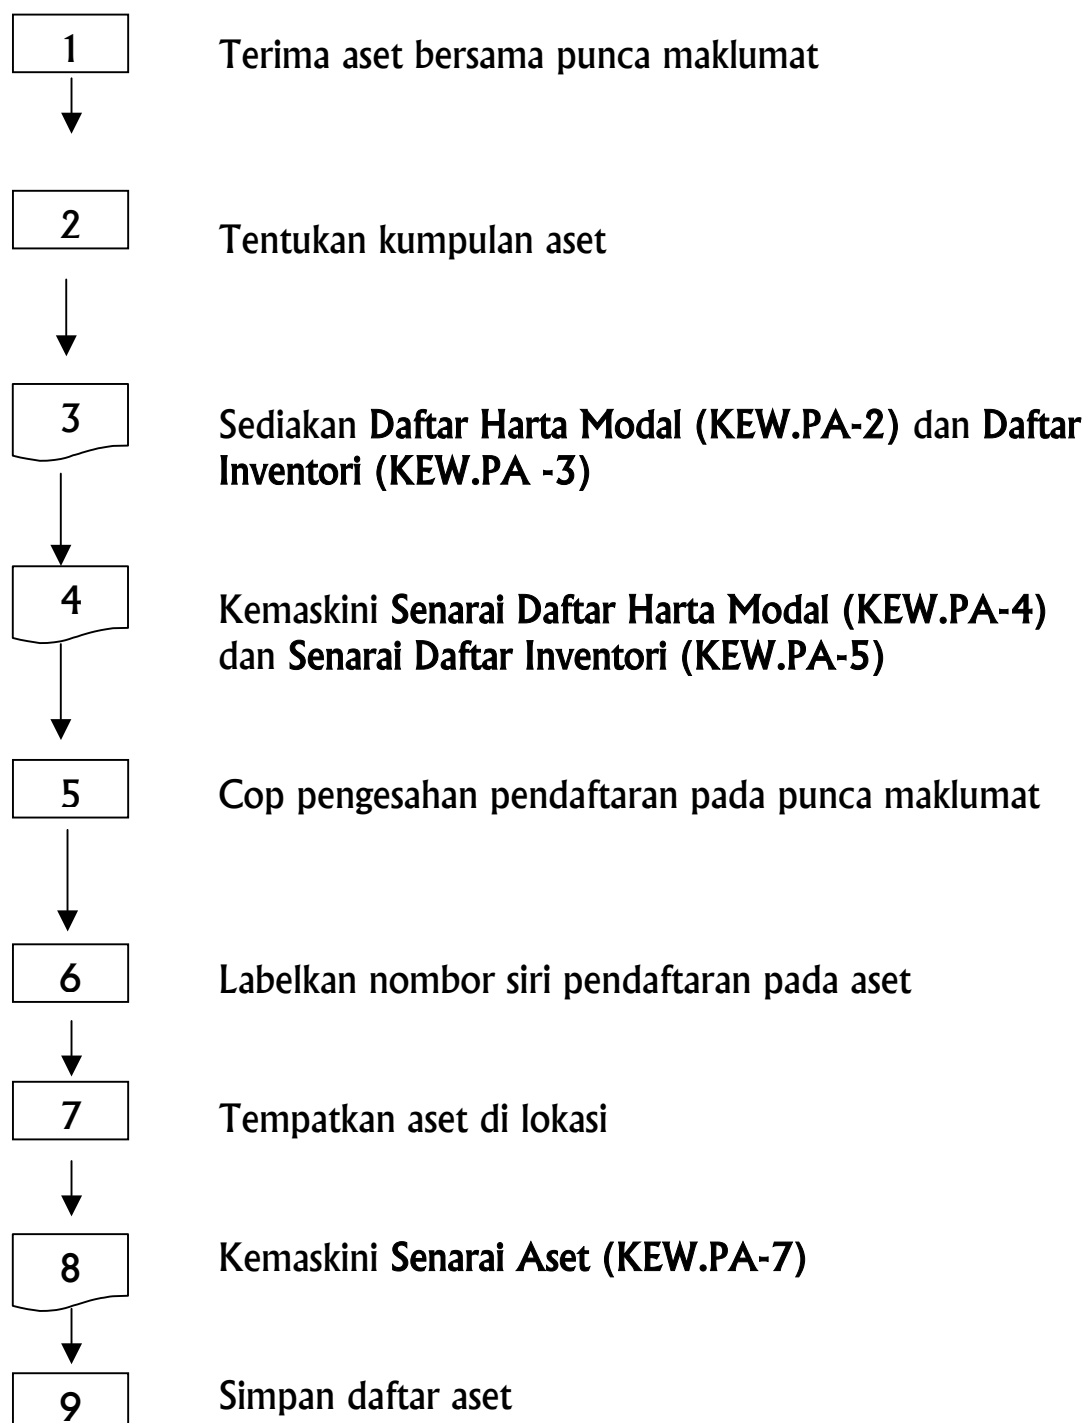 1 Terima aset bersama punca maklumat
2 Tentukan kumpulan aset
3 Sediakan Daftar Harta Modal (KEW.PA-2) dan Daftar
Inventori (KEW.PA -3)
4 Kemaskini Senarai Daftar Harta Modal (KEW.PA-4)
dan Senarai Daftar Inventori (KEW.PA-5)
5 Cop pengesahan pendaftaran pada punca maklumat
6 Labelkan nombor siri pendaftaran pada aset
7 Tempatkan aset di lokasi
8 Kemaskini Senarai Aset (KEW.PA-7)
9 Simpan daftar aset